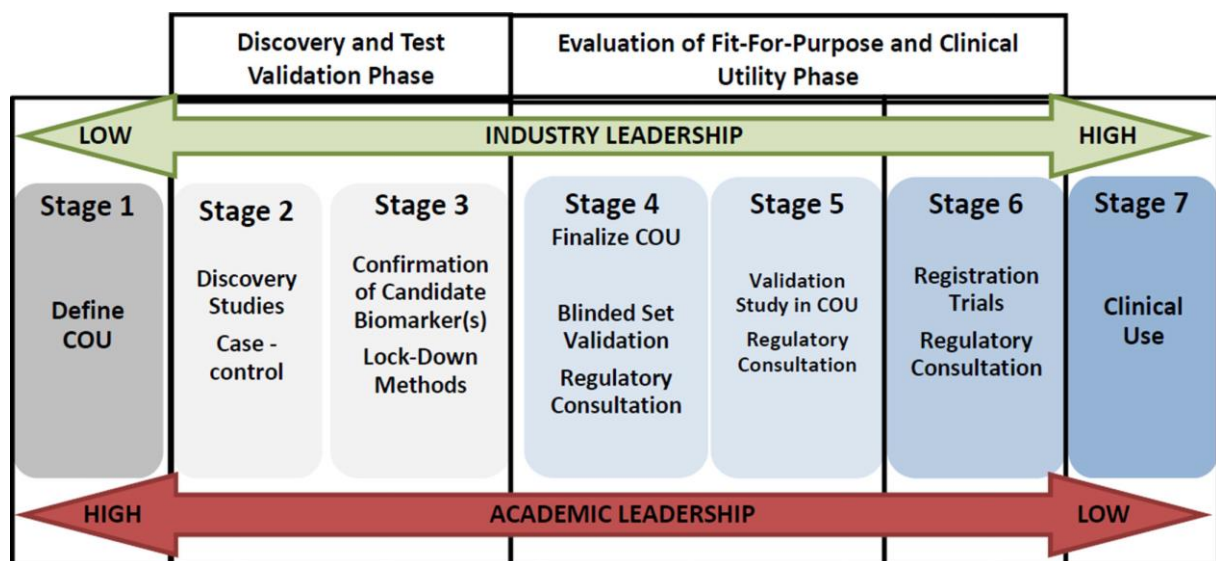 Discovery and Test
Validation Phase
Evaluation of Fit-For-Purpose and Clinical
Utility Phase
LOW
INDUSTRY LEADERSHIP
HIGH
Stage 1
Define
COU
Stage 2
Discovery
Studies
Case -
control
Stage 3
Confirmation
of Candidate
Biomarker(s)
Lock-Down
Methods
Stage 4
Finalize COU
Blinded Set
Validation
Regulatory
Consultation
Stage 5
Validation
Study in COU
Regulatory
Consultation
Stage 6
Registration
Trials
Regulatory
Consultation
Stage 7
Clinical
Use
HIGH
ACADEMIC LEADERSHIP
LOW